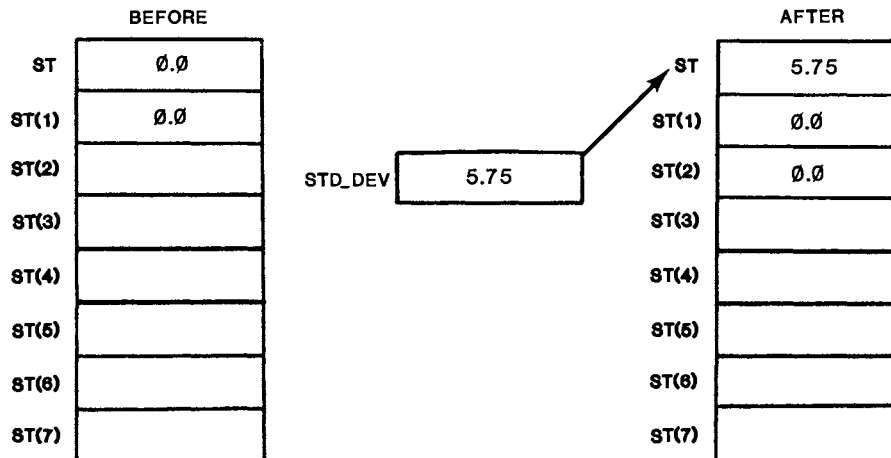 BEFORE
ST Ø.Ø
ST(1) Ø.Ø
ST(2)
ST(3)
ST(4)
ST(5)
ST(6)
ST(7)
STD_DEV 5.75
AFTER
ST 5.75
ST(1) Ø.Ø
ST(2) Ø.Ø
ST(3)
ST(4)
ST(5)
ST(6)
ST(7)